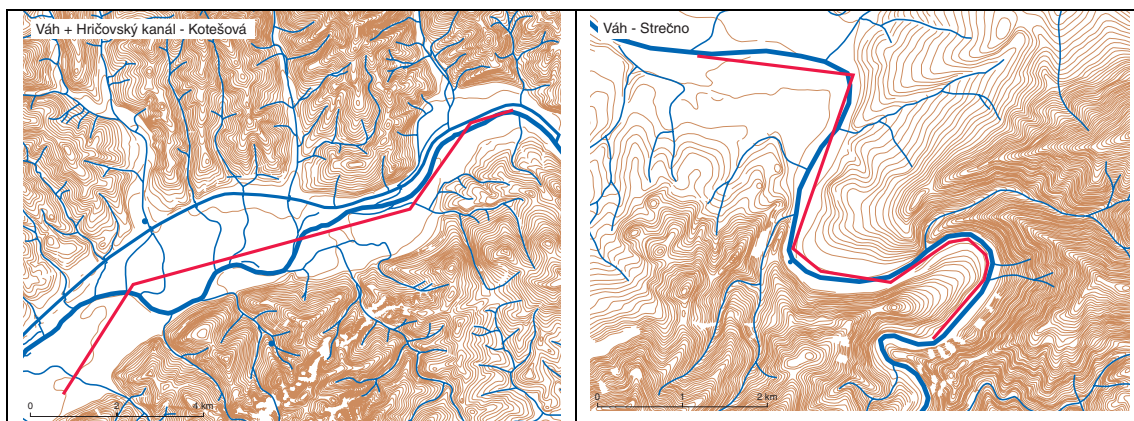 Váh + Hričovský kanál - Kotešová
0 2 4 km
Váh - Strečno
0 1 2 km